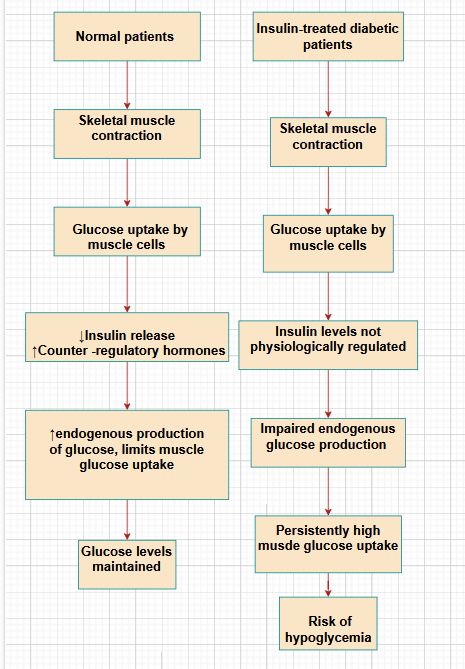 Normal patients
Skeletal muscle
contraction
Glucose uptake by
muscle cells
↓Insulin release
↑Counter -regulatory hormones
↑endogenous production
of glucose, limits muscle
glucose uptake
Glucose levels
maintained
Insulin-treated diabetic
patients
Skeletal muscle
contraction
Glucose uptake by
muscle cells
Insulin levels not
physiologically regulated
Impaired endogenous
glucose production
Persistently high
musde glucose uptake
Risk of
hypoglycemia